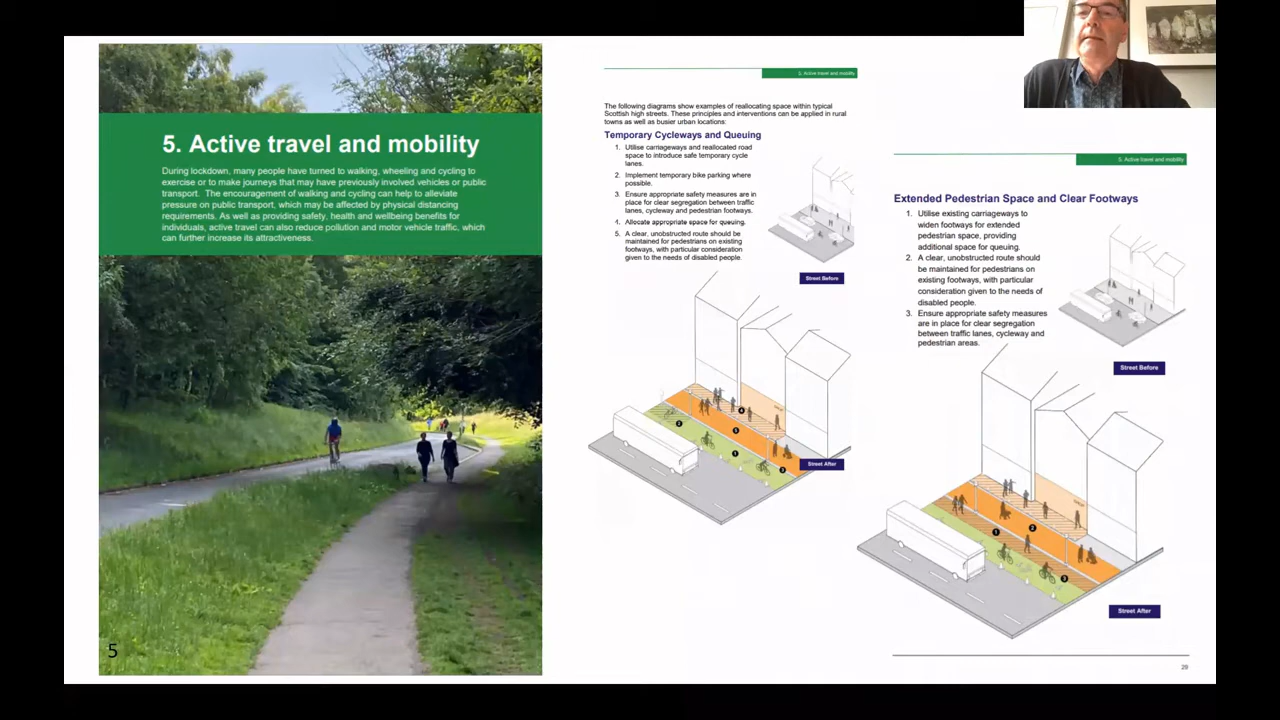 5. Active travel and mobility
During lockdown, many people have turned to walking, wheeling and cycling to
exercise or to make journeys that may have previously involved vehicles or public
transport. The encouragement of walking and cycling can help to alleviate
pressure on public transport, which may be affected by physical distancing
requirements. As well as providing safety, health and wellbeing benefits for
individuals, active travel can also reduce pollution and motor vehicle traffic, which
can further increase its attractiveness.
5
5. Active travel and mobility
The following diagrams show examples of reallocating space within typical
Scottish high streets. These principles and interventions can be applied in rural
towns as well as busier urban locations:
Temporary Cycleways and Queuing
1. Utilise carriageways and reallocated road
space to introduce safe temporary cycle
lanes.
2. Implement temporary bike parking where
possible.
3. Ensure appropriate safety measures are in
place for clear segregation between traffic
lanes, cycleway and pedestrian footways.
4. Allocate appropriate space for queuing.
5. A clear, unobstructed route should be
maintained for pedestrians on existing
footways, with particular consideration
given to the needs of disabled people.
Street Before
4
2
5
1
3
Street After
5. Active travel and mobility
Extended Pedestrian Space and Clear Footways
1. Utilise existing carriageways to
widen footways for extended
pedestrian space, providing
additional space for queuing.
2. A clear, unobstructed route should
be maintained for pedestrians on
existing footways, with particular
consideration given to the needs of
disabled people.
3. Ensure appropriate safety measures
are in place for clear segregation
between traffic lanes, cycleway and
pedestrian areas.
Street Before
2
1
3
Street After
29